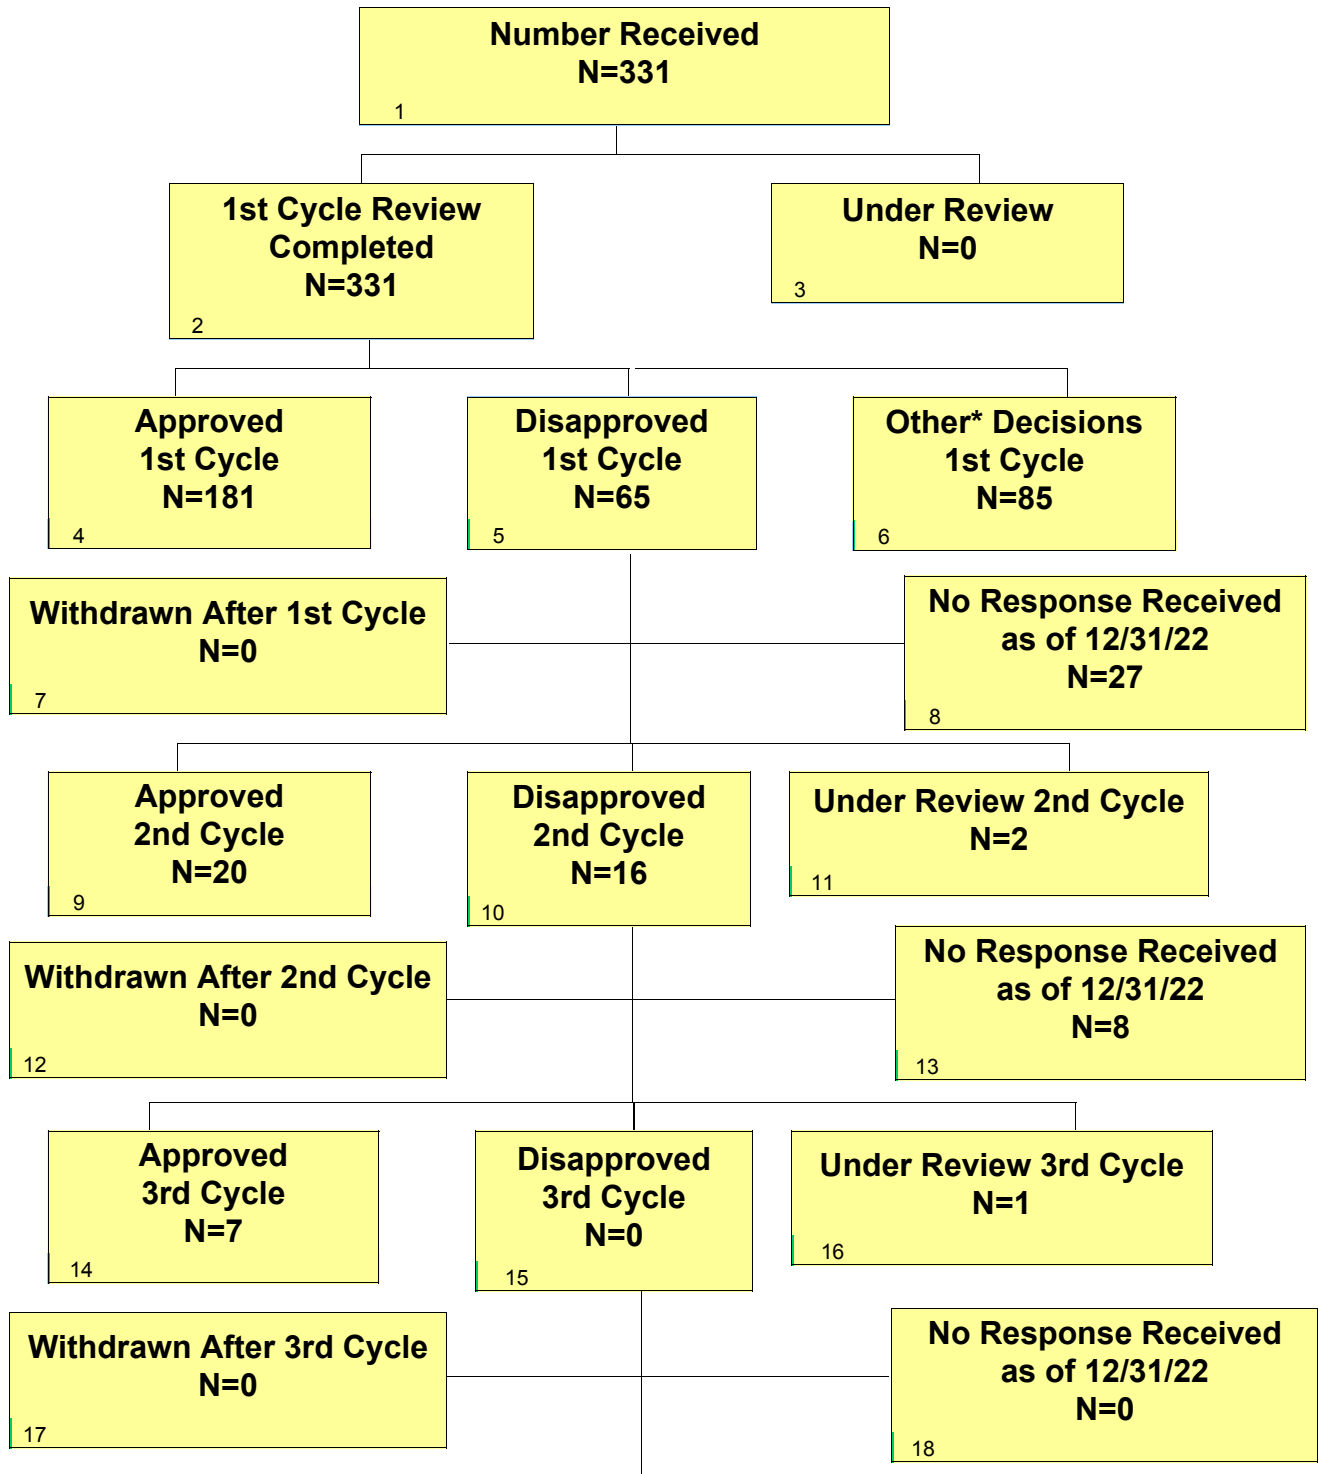 Number Received
N=331
1
1st Cycle Review
Completed
N=331
2
Under Review
N=0
3
Approved
1st Cycle
N=181
4
Disapproved
1st Cycle
N=65
5
Other* Decisions
1st Cycle
N=85
6
Withdrawn After 1st Cycle
N=0
7
No Response Received
as of 12/31/22
N=27
8
Approved
2nd Cycle
N=20
9
Disapproved
2nd Cycle
N=16
10
Under Review 2nd Cycle
N=2
11
Withdrawn After 2nd Cycle
N=0
12
No Response Received
as of 12/31/22
N=8
13
Approved
3rd Cycle
N=7
14
Disapproved
3rd Cycle
N=0
15
Under Review 3rd Cycle
N=1
16
Withdrawn After 3rd Cycle
N=0
17
No Response Received
as of 12/31/22
N=0
18